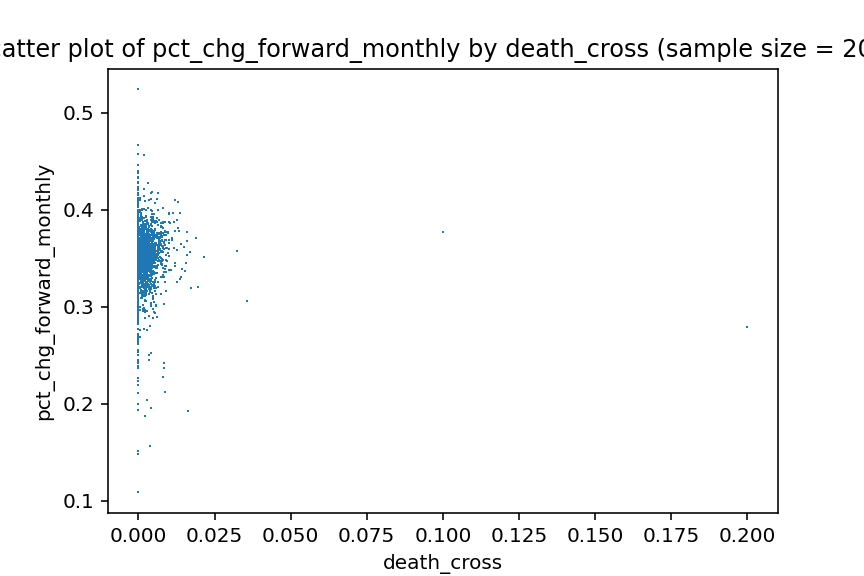 atter plot of pct_chg_forward_monthly by death_cross (sample size = 20
0.5
0.4
0.3
0.2
0.1
pct_chg_forward_monthly
0.000 0.025 0.050 0.075 0.100 0.125 0.150 0.175 0.200
death_cross